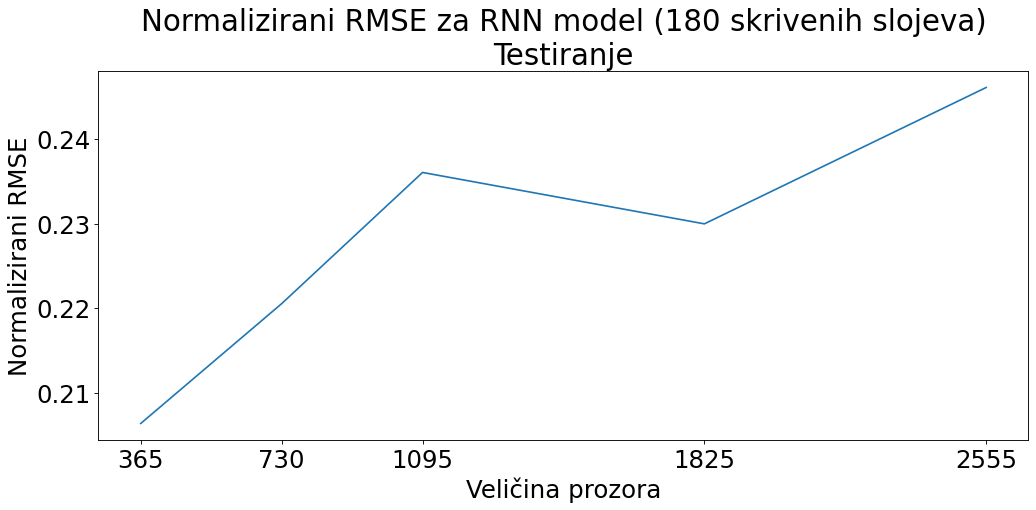 Normalizirani RMSE za RNN model (180 skrivenih slojeva)
Testiranje
Normalizirani RMSE
0.24
0.23
0.22
0.21
365 730 1095 1825 2555
Veličina prozora